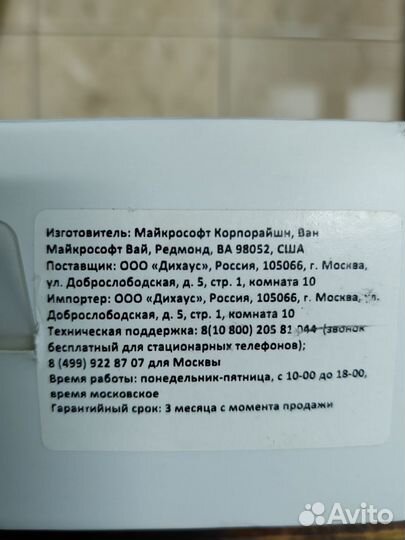 Изготовитель: Майкрософт Корпорайшн, Ван
Майкрософт Вай, Редмонд, ВА 98052, США
Поставщик: ООО «Дихаус», Россия, 105066, г. Москва,
ул. Доброслободская, д. 5, стр. 1, комната 10
Импортер: ООО «Дихаус», Россия, 105066, г. Москва, ул.
Доброслободская, д. 5, стр. 1, комната 10
Техническая поддержка: 8(10 800) 205 81 044 (звонок
бесплатный для стационарных телефонов);
8 (499) 922 87 07 для Москвы
Время работы: понедельник-пятница, с 10-00 до 18-00,
время московское
Гарантийный срок: 3 месяца с момента продажи
Avito